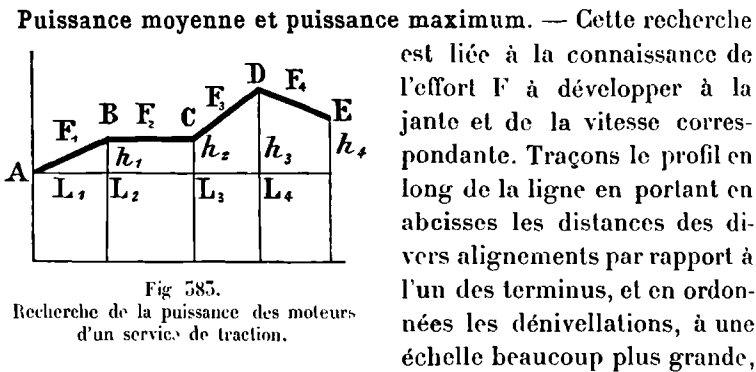 Puissance moyenne et puissance maximum. — Cette recherche
est liée à la connaissance de
l'effort F à développer à la
jante et de la vitesse corres-
pondante. Traçons le profil en
long de la ligne en portant en
abcisses les distances des di-
vers alignements par rapport à
l'un des terminus, et en ordon-
nées les dénivellations, à une
échelle beaucoup plus grande,
A F₁ B F₂ C F₃ D F₄ E
h₁ h₂ h₃ h₄
L₁ L₂ L₃ L₄
Fig 383.
Recherche de la puissance des moteurs
d'un service de traction.